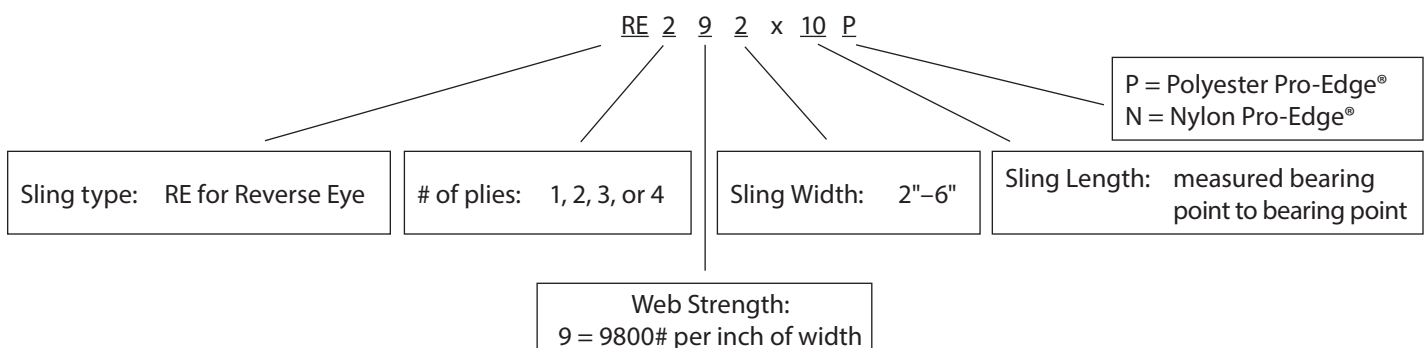 RE 2 9 2 x 10 P
P = Polyester Pro-Edge®
N = Nylon Pro-Edge®
Sling type: RE for Reverse Eye
# of plies: 1, 2, 3, or 4
Sling Width: 2"–6"
Sling Length: measured bearing
point to bearing point
Web Strength:
9 = 9800# per inch of width